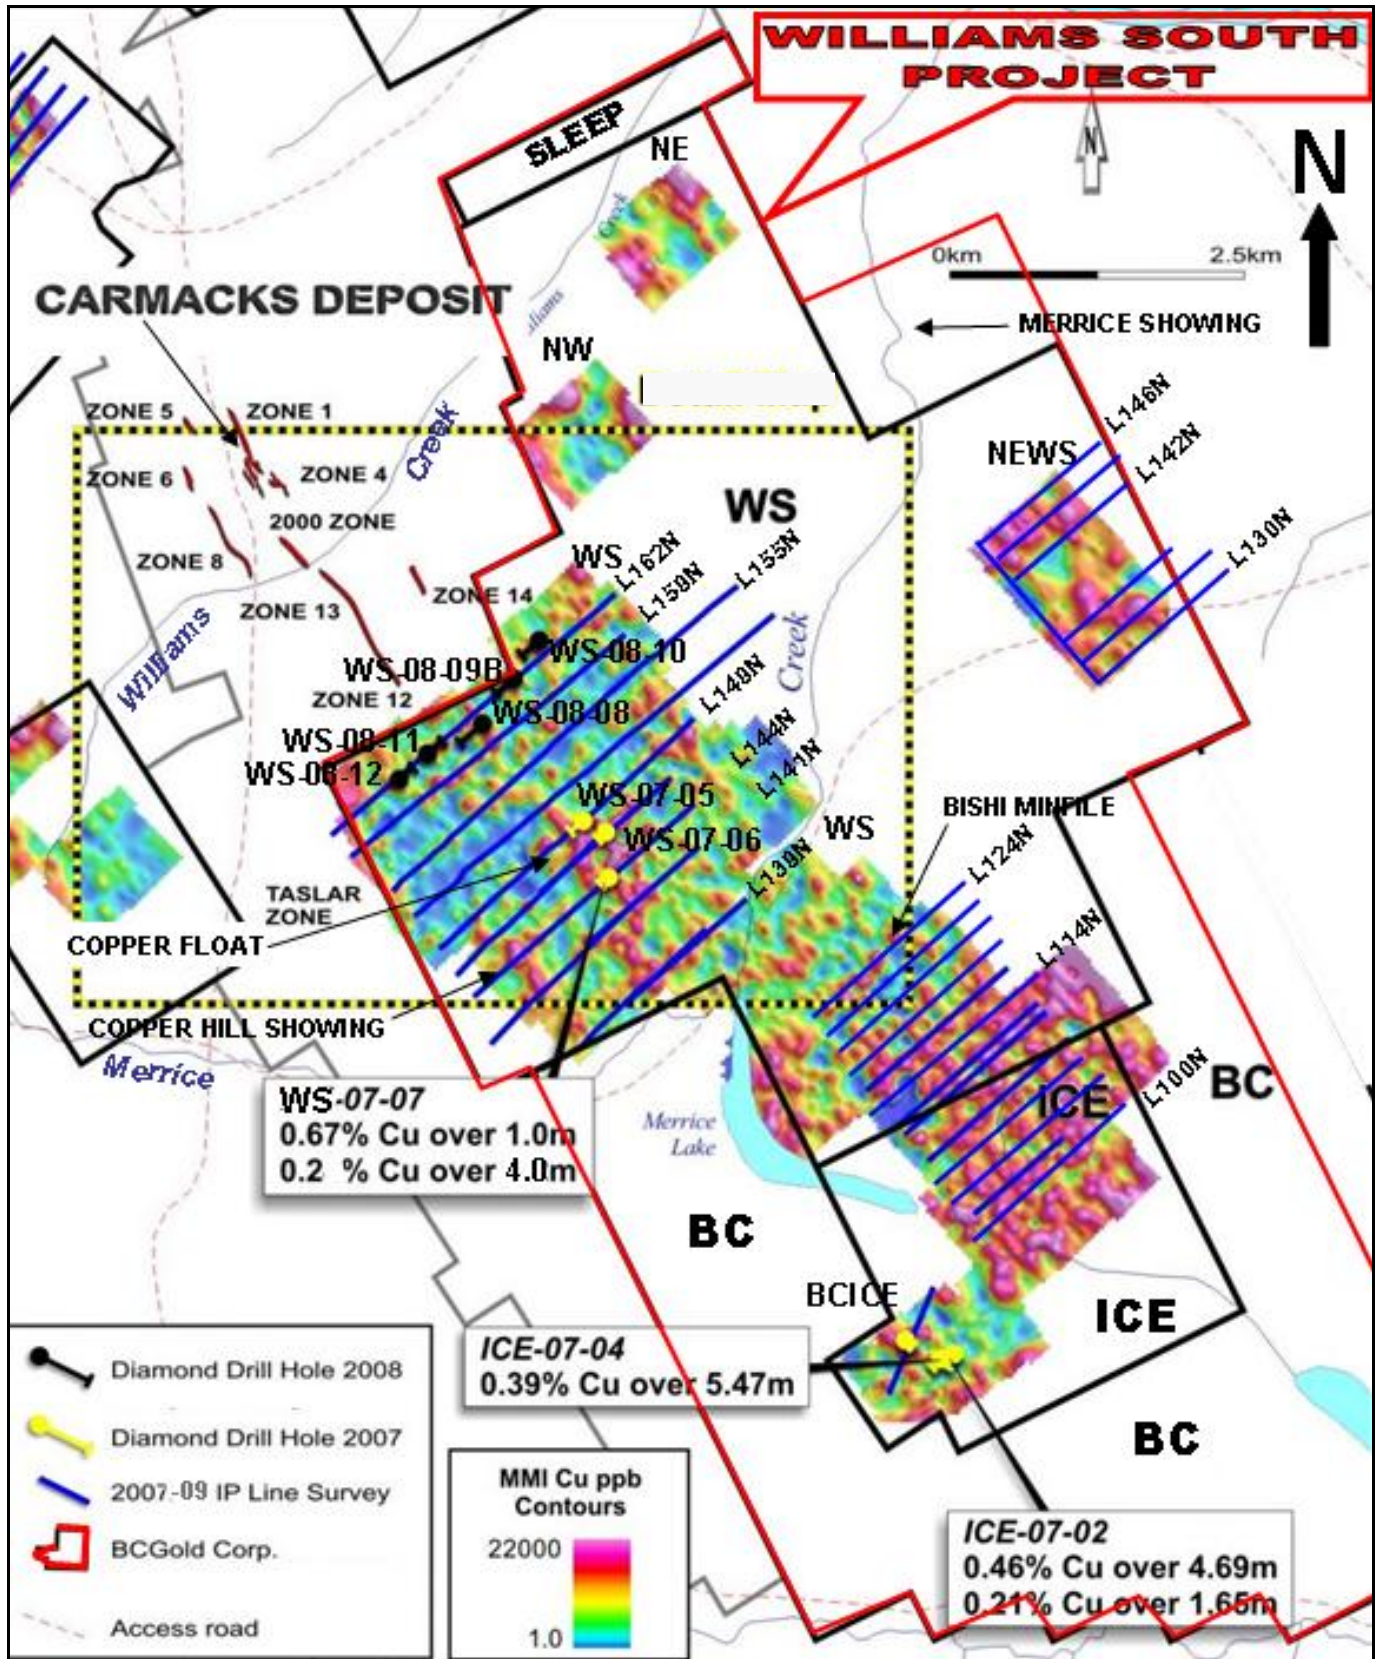 WILLIAMS SOUTH
PROJECT
SLEEP
NE
N
N
Creek
0km 2.5km
CARMACKS DEPOSIT
MERRICE SHOWING
NW
ZONE 5
ZONE 1
Creek
L146N
L142N
NEWS
ZONE 6
ZONE 4
WS
2000 ZONE
L130N
ZONE 8
WS
L162N
L155N
ZONE 14
ZONE 13
Williams
Creek
WS-08-10
WS-08-09B
L148N
ZONE 12
WS-08-08
WS-08-11
L144N
WS-08-12
L141N
WS-07-05
BISHI MINFILE
WS
WS-07-06
L124N
L138N
TASLAR
ZONE
L114N
COPPER FLOAT
COPPER HILL SHOWING
Merrice
L100N
BC
ICE
WS-07-07
0.67% Cu over 1.0m
0.2 % Cu over 4.0m
Merrice
Lake
BC
BCICE
ICE
ICE-07-04
0.39% Cu over 5.47m
BC
Diamond Drill Hole 2008
Diamond Drill Hole 2007
2007-09 IP Line Survey
BCGold Corp.
Access road
MMI Cu ppb
Contours
22000
1.0
ICE-07-02
0.46% Cu over 4.69m
0.21% Cu over 1.65m